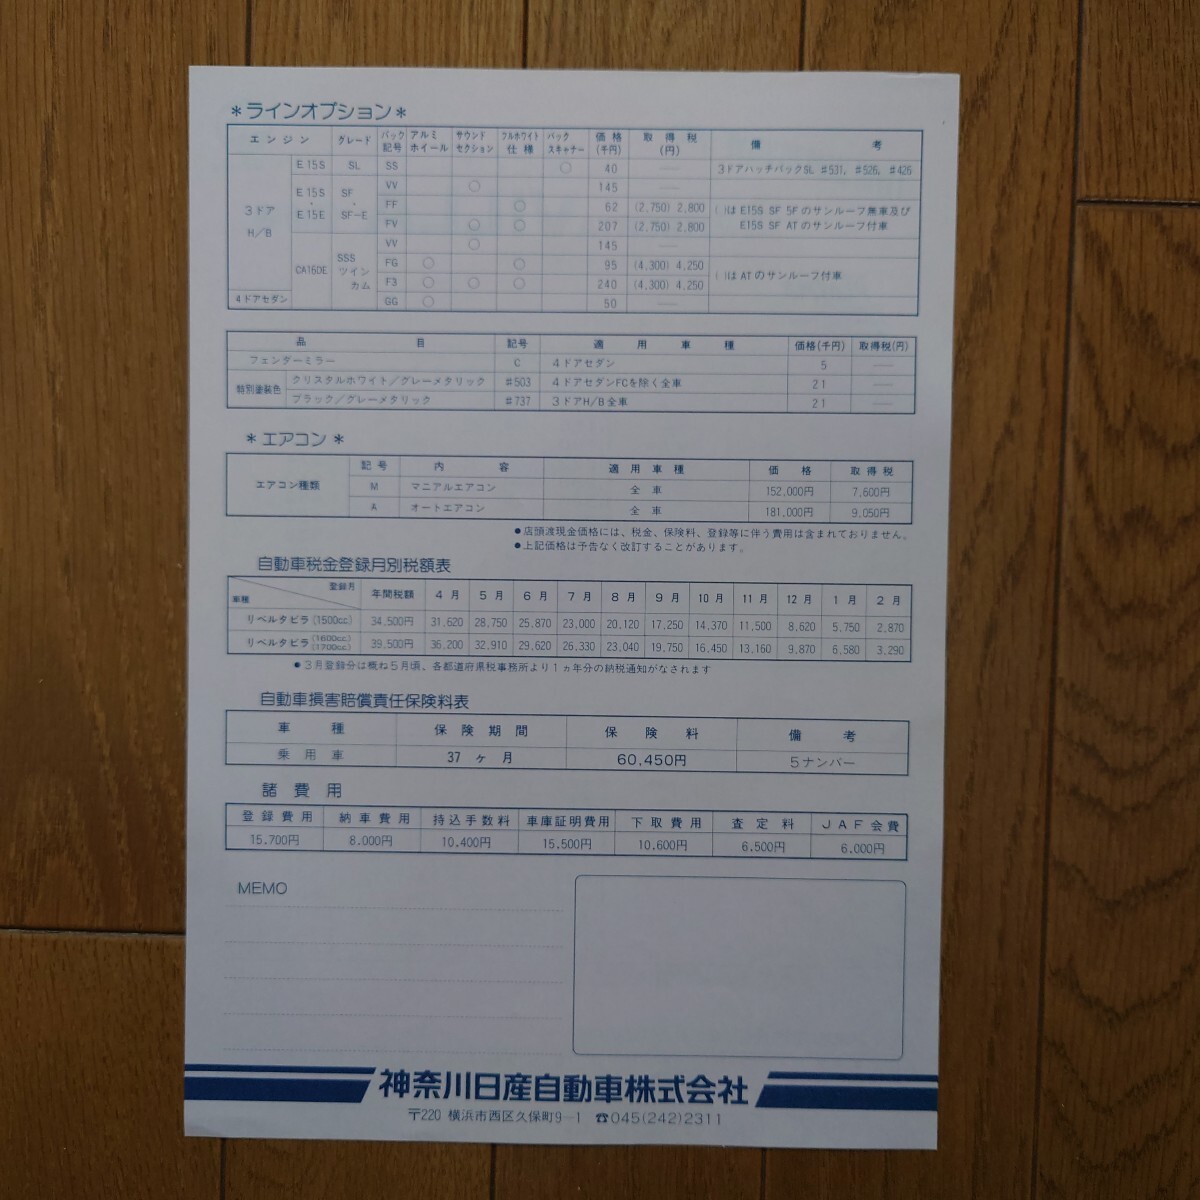 ＊ラインオプション＊
エンジン グレード パック記号 アルミホイール サウンドセクション フルホワイト仕様 バックスキャナー 価格(千円) 取得税(円) 備考
3ドアH/B E15S SL SS ○ 40 —— 3ドアハッチバックSL #531, #526, #426
E15S・E15E SF・SF-E VV ○ 145 ——
FF ○ 62 (2,750) 2,800 ( )はE15S SF 5Fのサンルーフ無車及び
FV ○ ○ 207 (2,750) 2,800 E15S SF ATのサンルーフ付車
CA16DE SSSツインカム VV ○ 145 ——
FG ○ ○ 95 (4,300) 4,250 ( )はATのサンルーフ付車
F3 ○ ○ ○ 240 (4,300) 4,250
4ドアセダン GG ○ 50 ——
品目 記号 適用車種 価格(千円) 取得税(円)
フェンダーミラー C 4ドアセダン 5 ——
特別塗装色 クリスタルホワイト／グレーメタリック #503 4ドアセダンFCを除く全車 21 ——
ブラック／グレーメタリック #737 3ドアH/B全車 21 ——
＊エアコン＊
エアコン種類 記号 内容 適用車種 価格 取得税
M マニアルエアコン 全車 152,000円 7,600円
A オートエアコン 全車 181,000円 9,050円
●店頭渡現金価格には、税金、保険料、登録等に伴う費用は含まれておりません。
●上記価格は予告なく改訂することがあります。
自動車税金登録月別税額表
車種 登録月 年間税額 4月 5月 6月 7月 8月 9月 10月 11月 12月 1月 2月
リベルタビラ(1500cc) 34,500円 31,620 28,750 25,870 23,000 20,120 17,250 14,370 11,500 8,620 5,750 2,870
リベルタビラ(1600cc 1700cc) 39,500円 36,200 32,910 29,620 26,330 23,040 19,750 16,450 13,160 9,870 6,580 3,290
●3月登録分は概ね5月頃、各都道府県税事務所より1ヵ年分の納税通知がなされます
自動車損害賠償責任保険料表
車種 保険期間 保険料 備考
乗用車 37ヶ月 60,450円 5ナンバー
諸費用
登録費用 納車費用 持込手数料 車庫証明費用 下取費用 査定料 JAF会費
15.700円 8.000円 10.400円 15.500円 10.600円 6.500円 6.000円
MEMO
神奈川日産自動車株式会社
〒220 横浜市西区久保町9-1 ☎045(242)2311